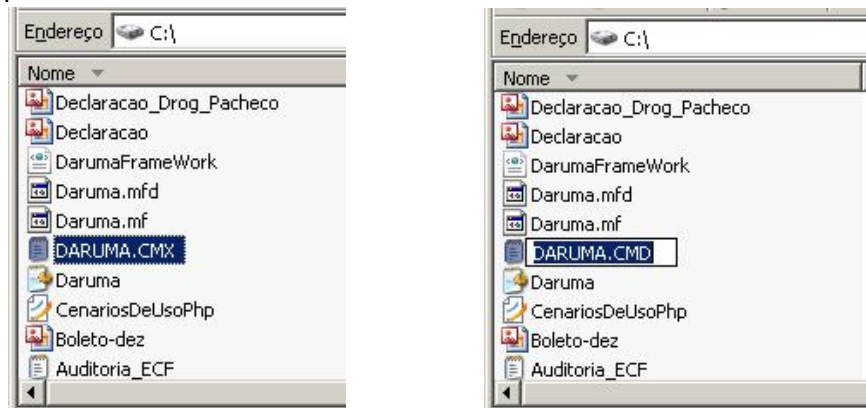 Endereço C:\
Nome
Declaracao_Drog_Pacheco
Declaracao
DarumaFrameWork
Daruma.mfd
Daruma.mf
DARUMA.CMX
Daruma
CenariosDeUsoPhp
Boleto-dez
Auditoria_ECF
Endereço C:\
Nome
Declaracao_Drog_Pacheco
Declaracao
DarumaFrameWork
Daruma.mfd
Daruma.mf
DARUMA.CMD
Daruma
CenariosDeUsoPhp
Boleto-dez
Auditoria_ECF